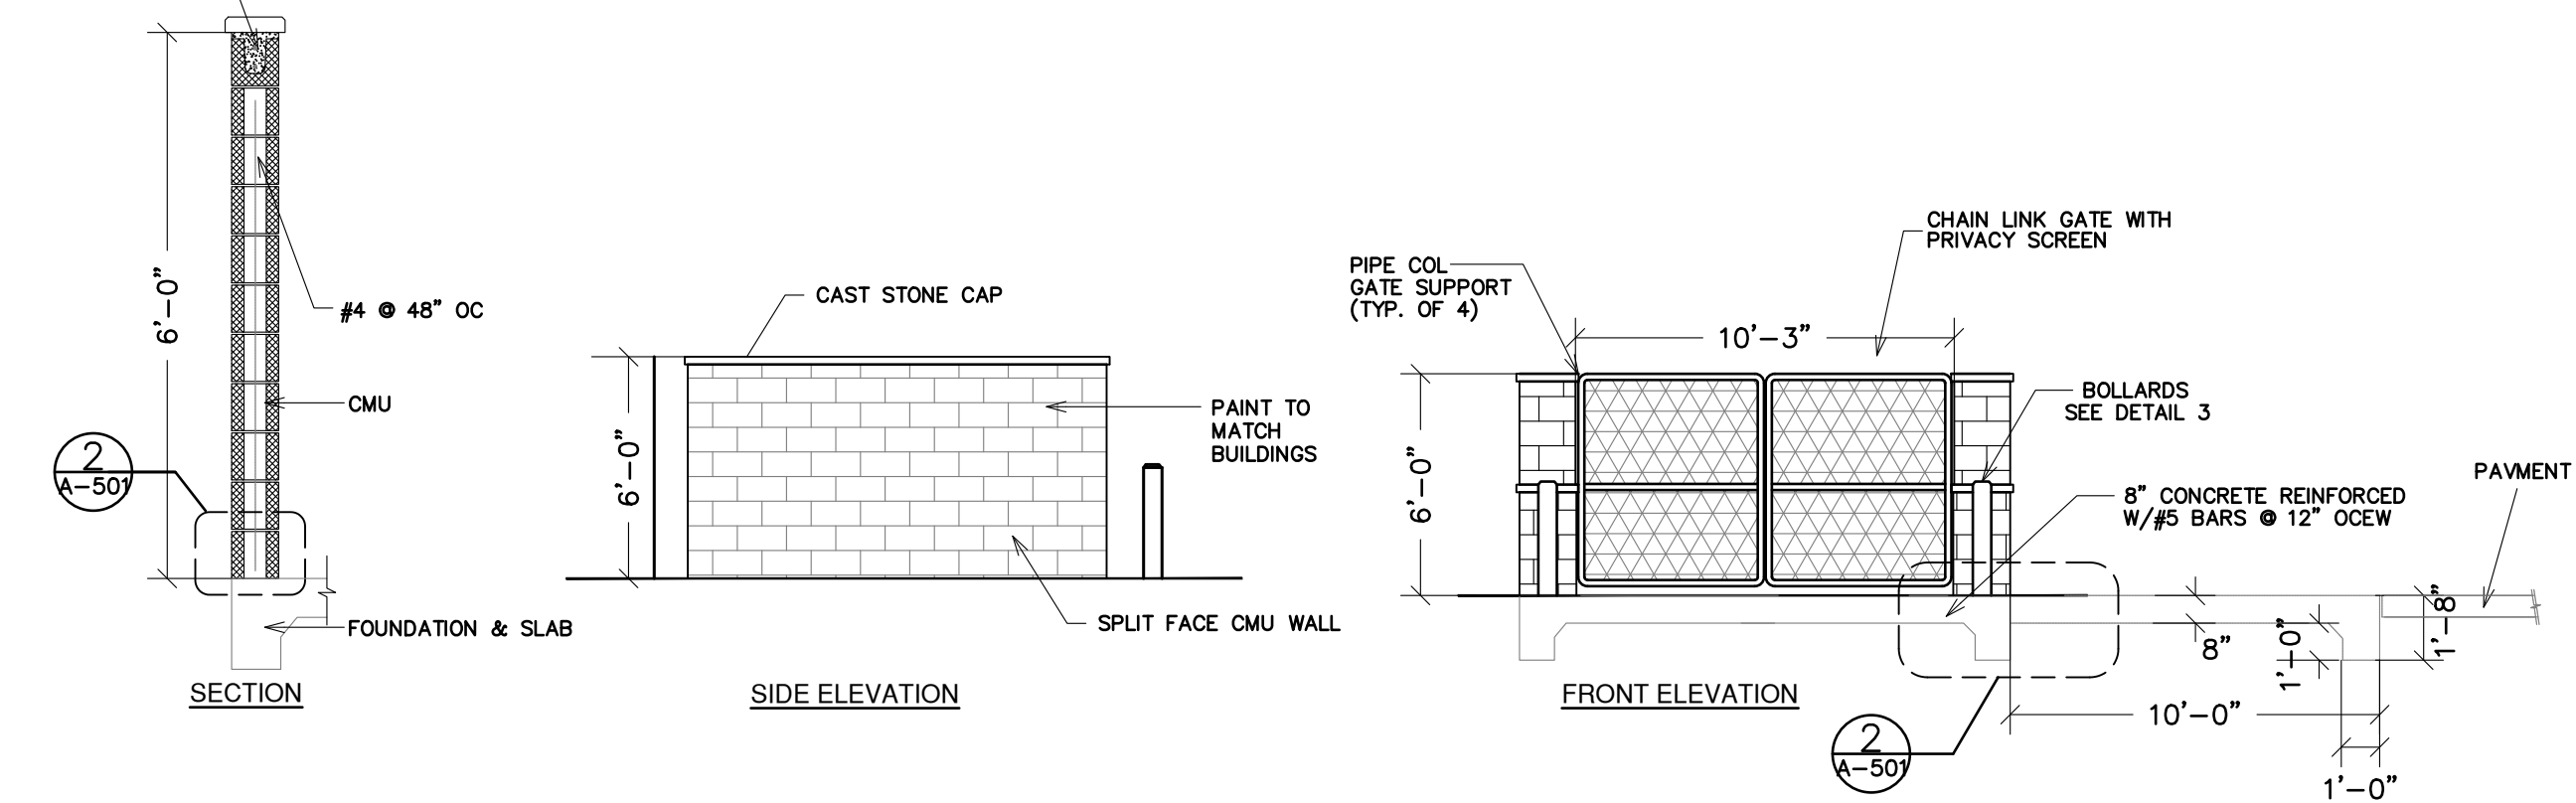 6'-0"
#4 @ 48" OC
CMU
2
A-501
FOUNDATION & SLAB
SECTION
CAST STONE CAP
6'-0"
PAINT TO
MATCH
BUILDINGS
SPLIT FACE CMU WALL
SIDE ELEVATION
CHAIN LINK GATE WITH
PRIVACY SCREEN
PIPE COL
GATE SUPPORT
(TYP. OF 4)
10'-3"
BOLLARDS
SEE DETAIL 3
6'-0"
PAVMENT
8" CONCRETE REINFORCED
W/#5 BARS @ 12" OCEW
8"
1'-0"
1'-8"
FRONT ELEVATION
10'-0"
2
A-501
1'-0"